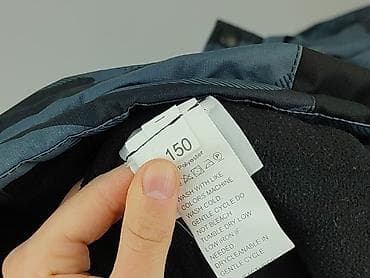 150
Polyester
WASH WITH LIKE
COLORS MACHINE
WASH COLD
GENTLE CYCLE DO
NOT BLEACH
TUMBLE DRY LOW
LOW IRON IF
NEEDED
DRYCLEANABLE IN
GENTLE CYCLE